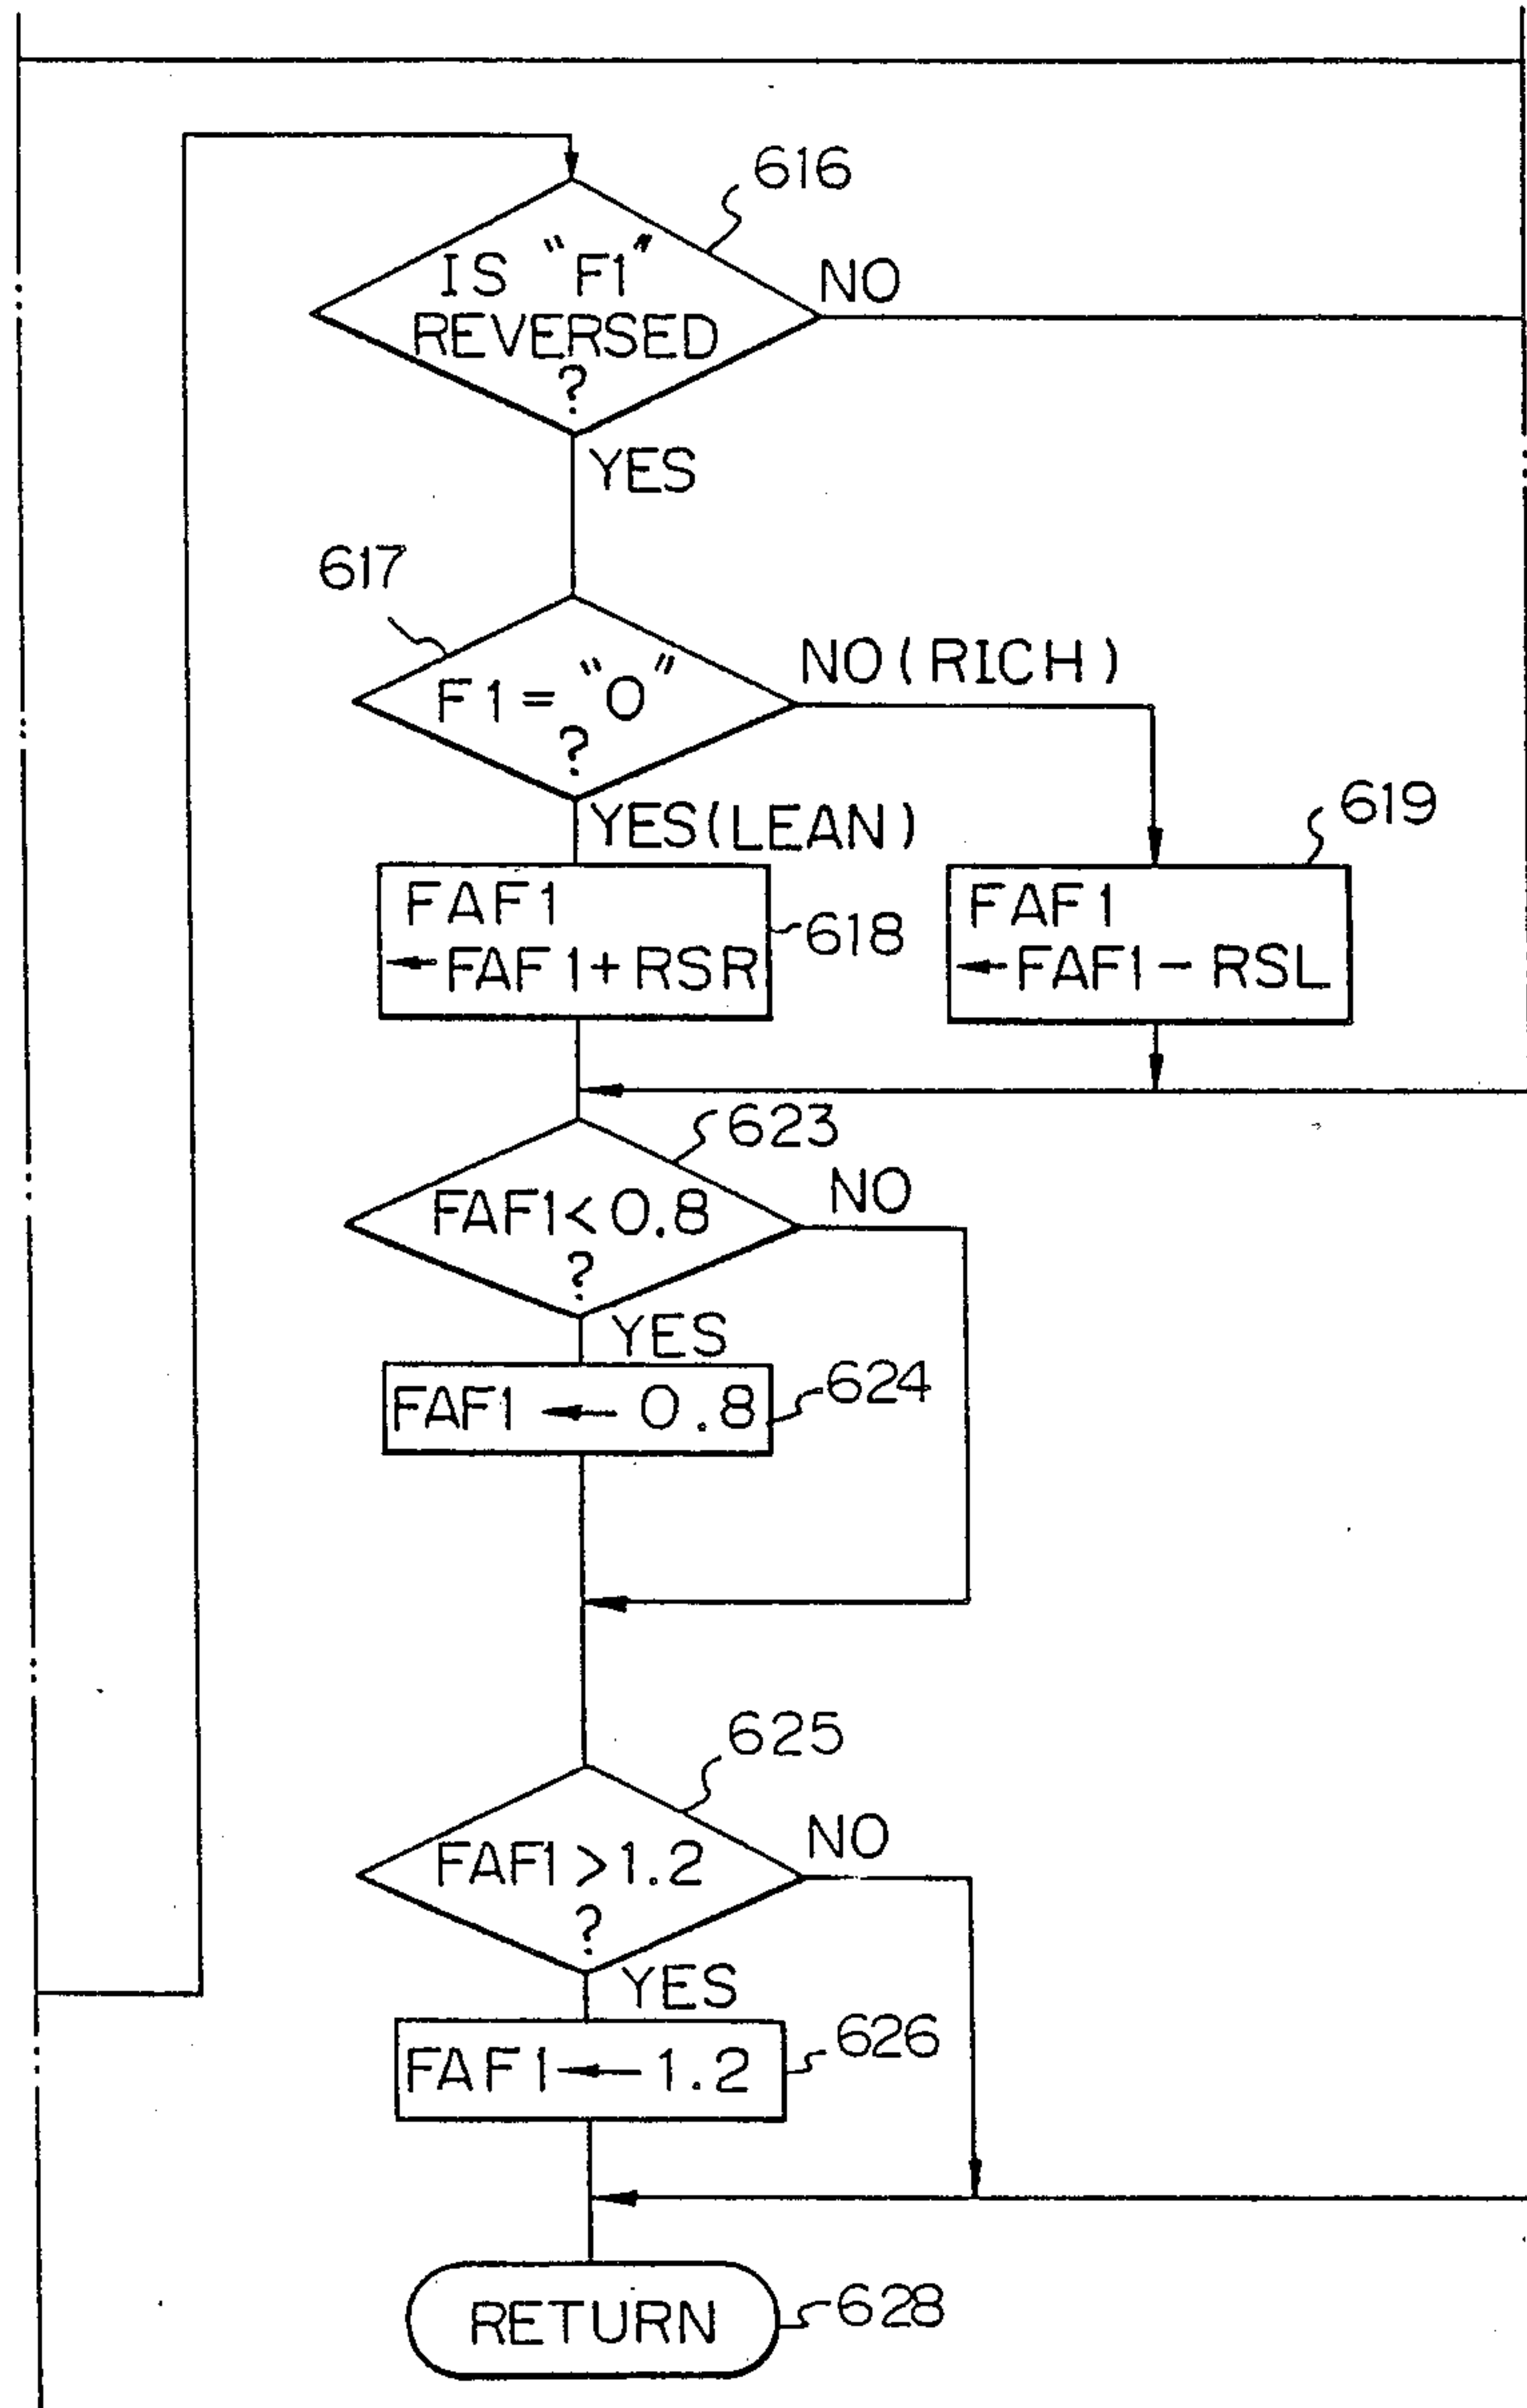 616
IS "F1"
REVERSED
?
NO
YES
617
F1 = "0"
?
NO (RICH)
YES (LEAN)
619
FAF1
← FAF1 + RSR
618
FAF1
← FAF1 − RSL
623
FAF1 < 0.8
?
NO
YES
624
FAF1 ← 0.8
625
FAF1 > 1.2
?
NO
YES
626
FAF1 ← 1.2
RETURN
628